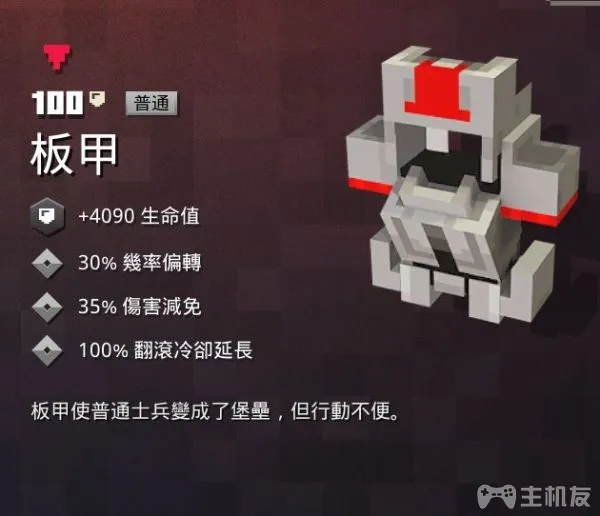 100
普通
板甲
+4090 生命值
30% 幾率偏轉
35% 傷害減免
100% 翻滾冷卻延長
板甲使普通士兵變成了堡壘，但行動不便。
主机友